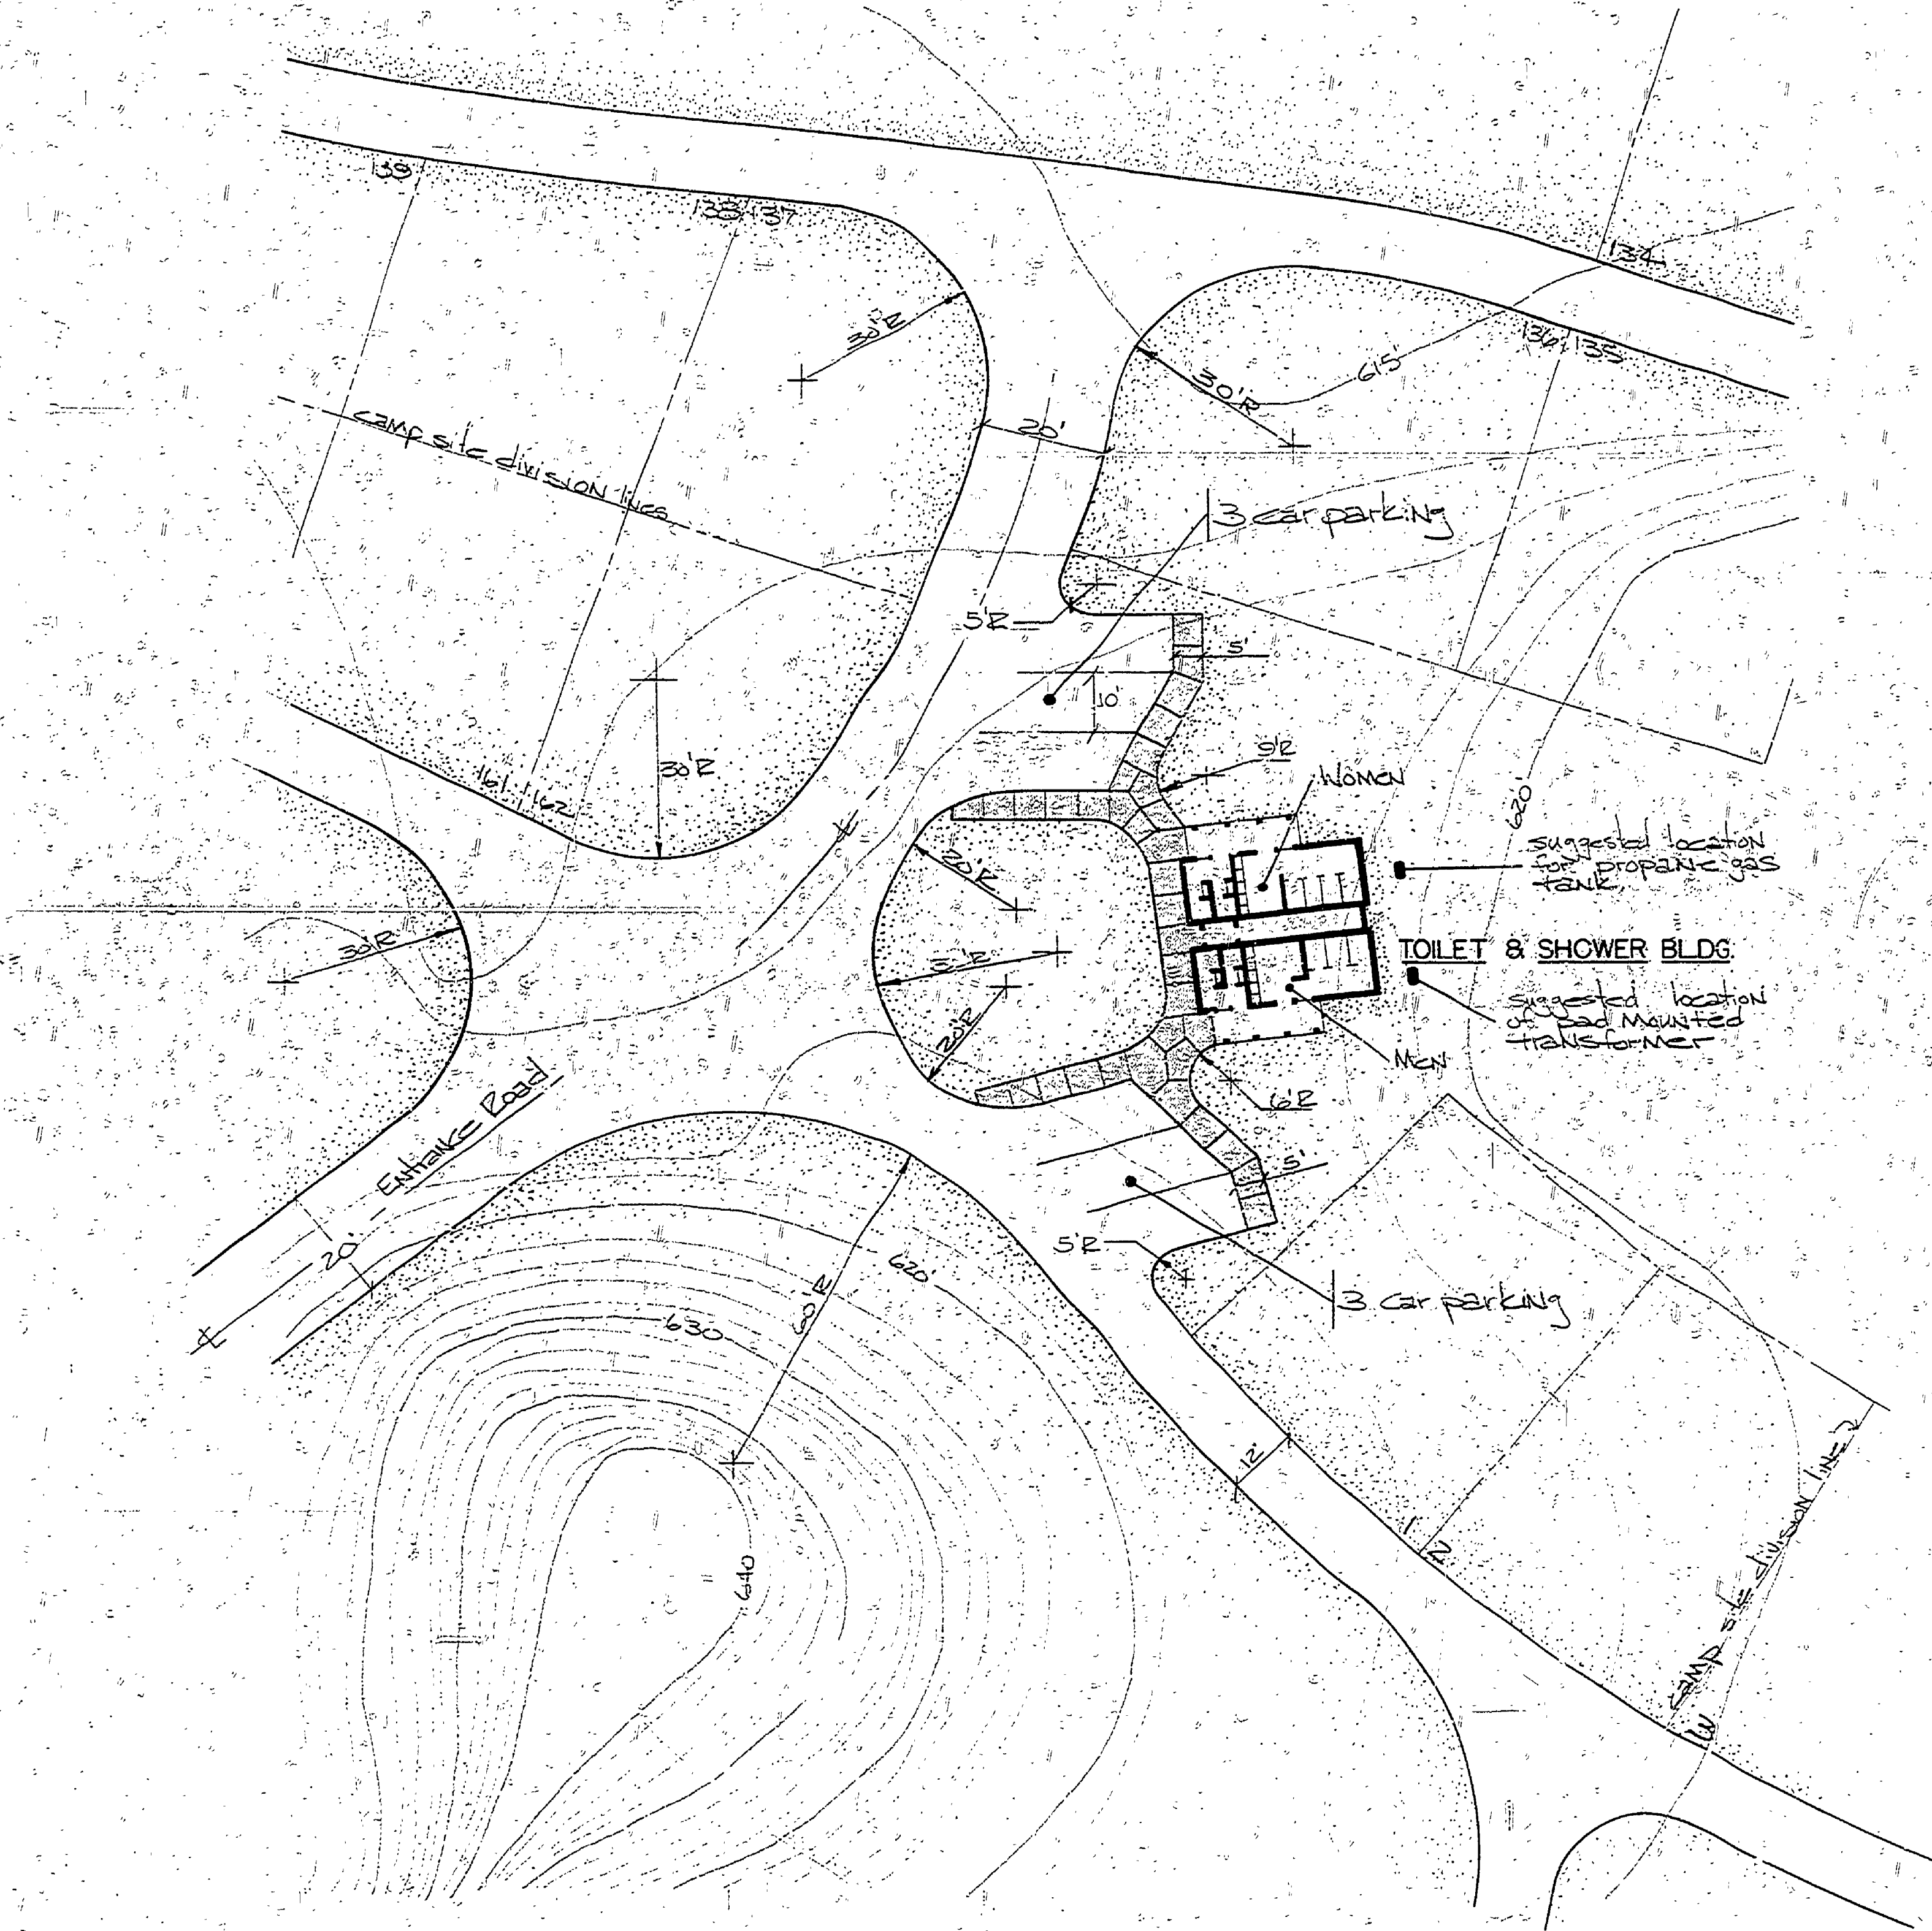 139
138 137
134
136 135
30'R
30'R
615'
20'
camp site division lines
3 car parking
5'R
5'
10'
30'R
9'R
WOMEN
161 162
620'
suggested location
for propane gas
tank
20'R
30'R
TOILET & SHOWER BLDG.
suggested location
of pad mounted
transformer
20'R
Men
6'R
Entrance Road
5'
20'
5'R
620'
3 car parking
60'R
630
12'
1
2
640
camp site division line
3